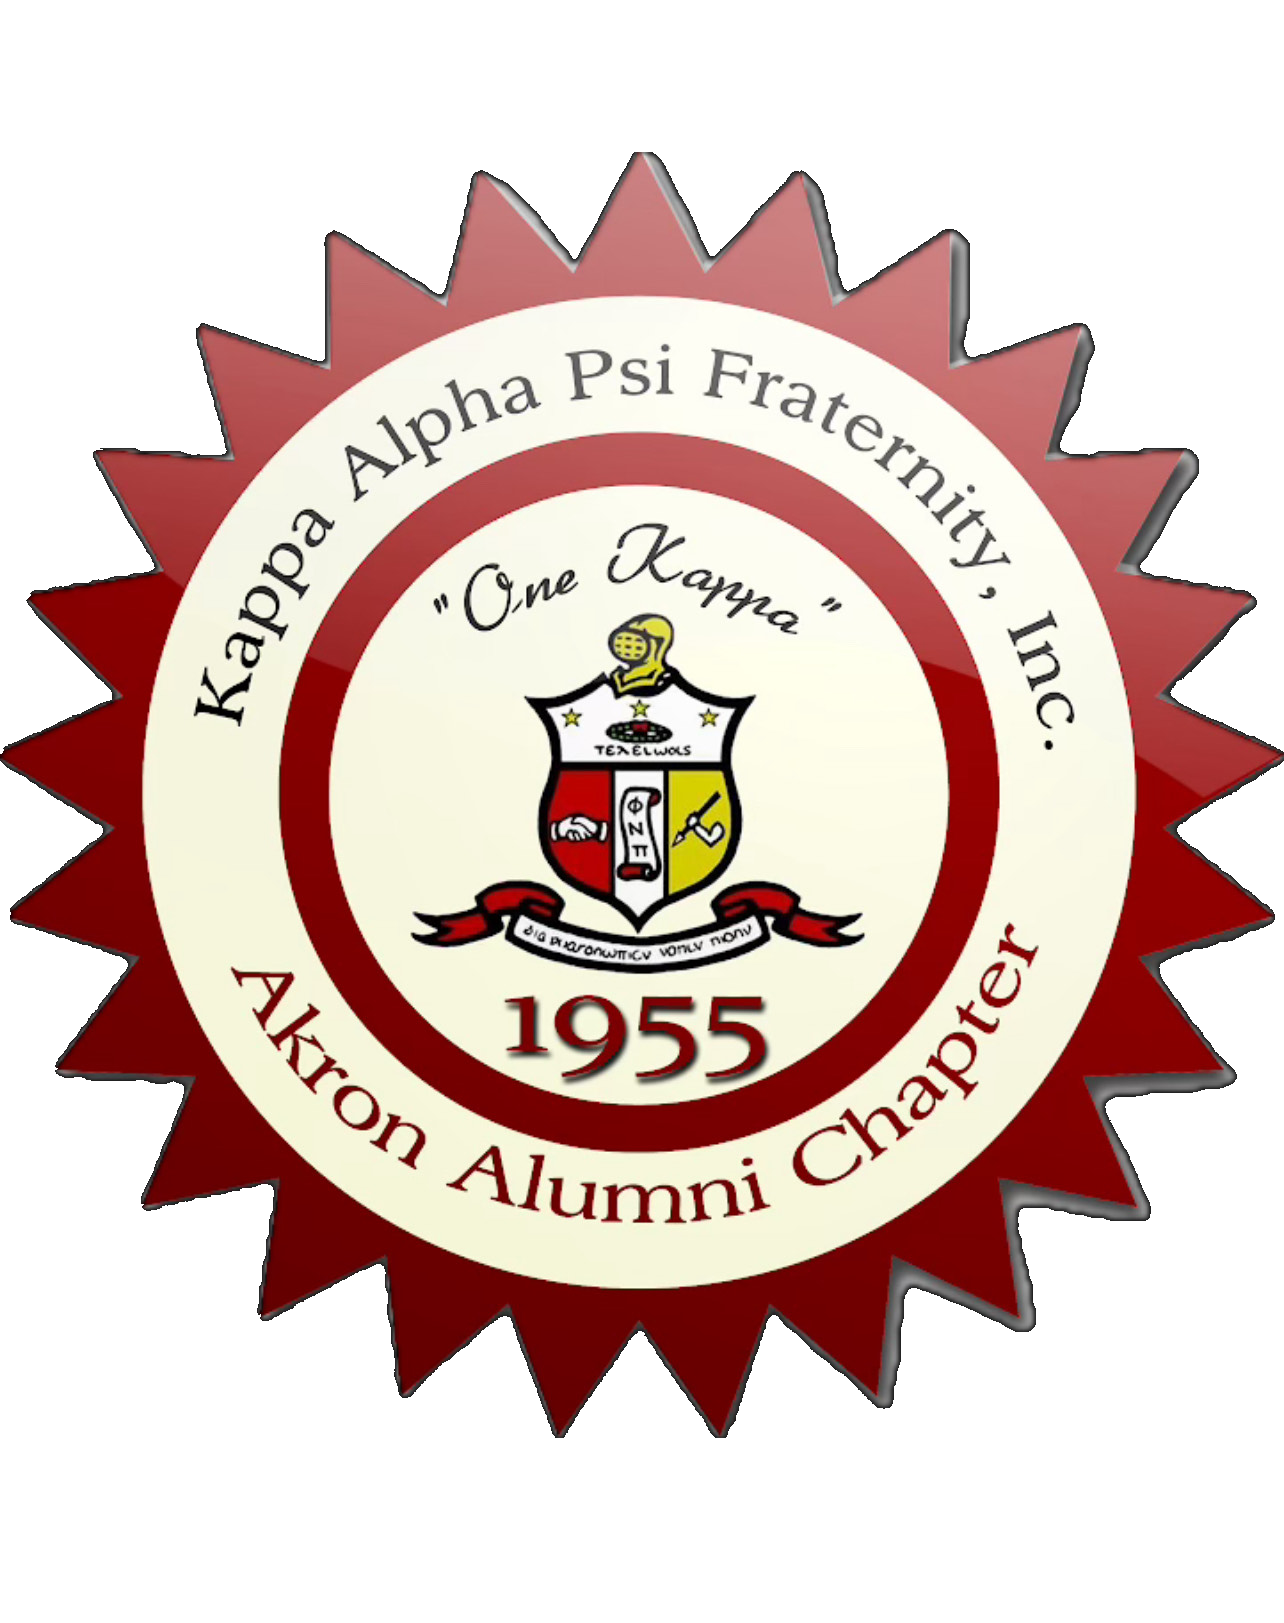 Kappa Alpha Psi Fraternity, Inc.
"One Kappa"
Φ
Ν
Π
1955
Akron Alumni Chapter